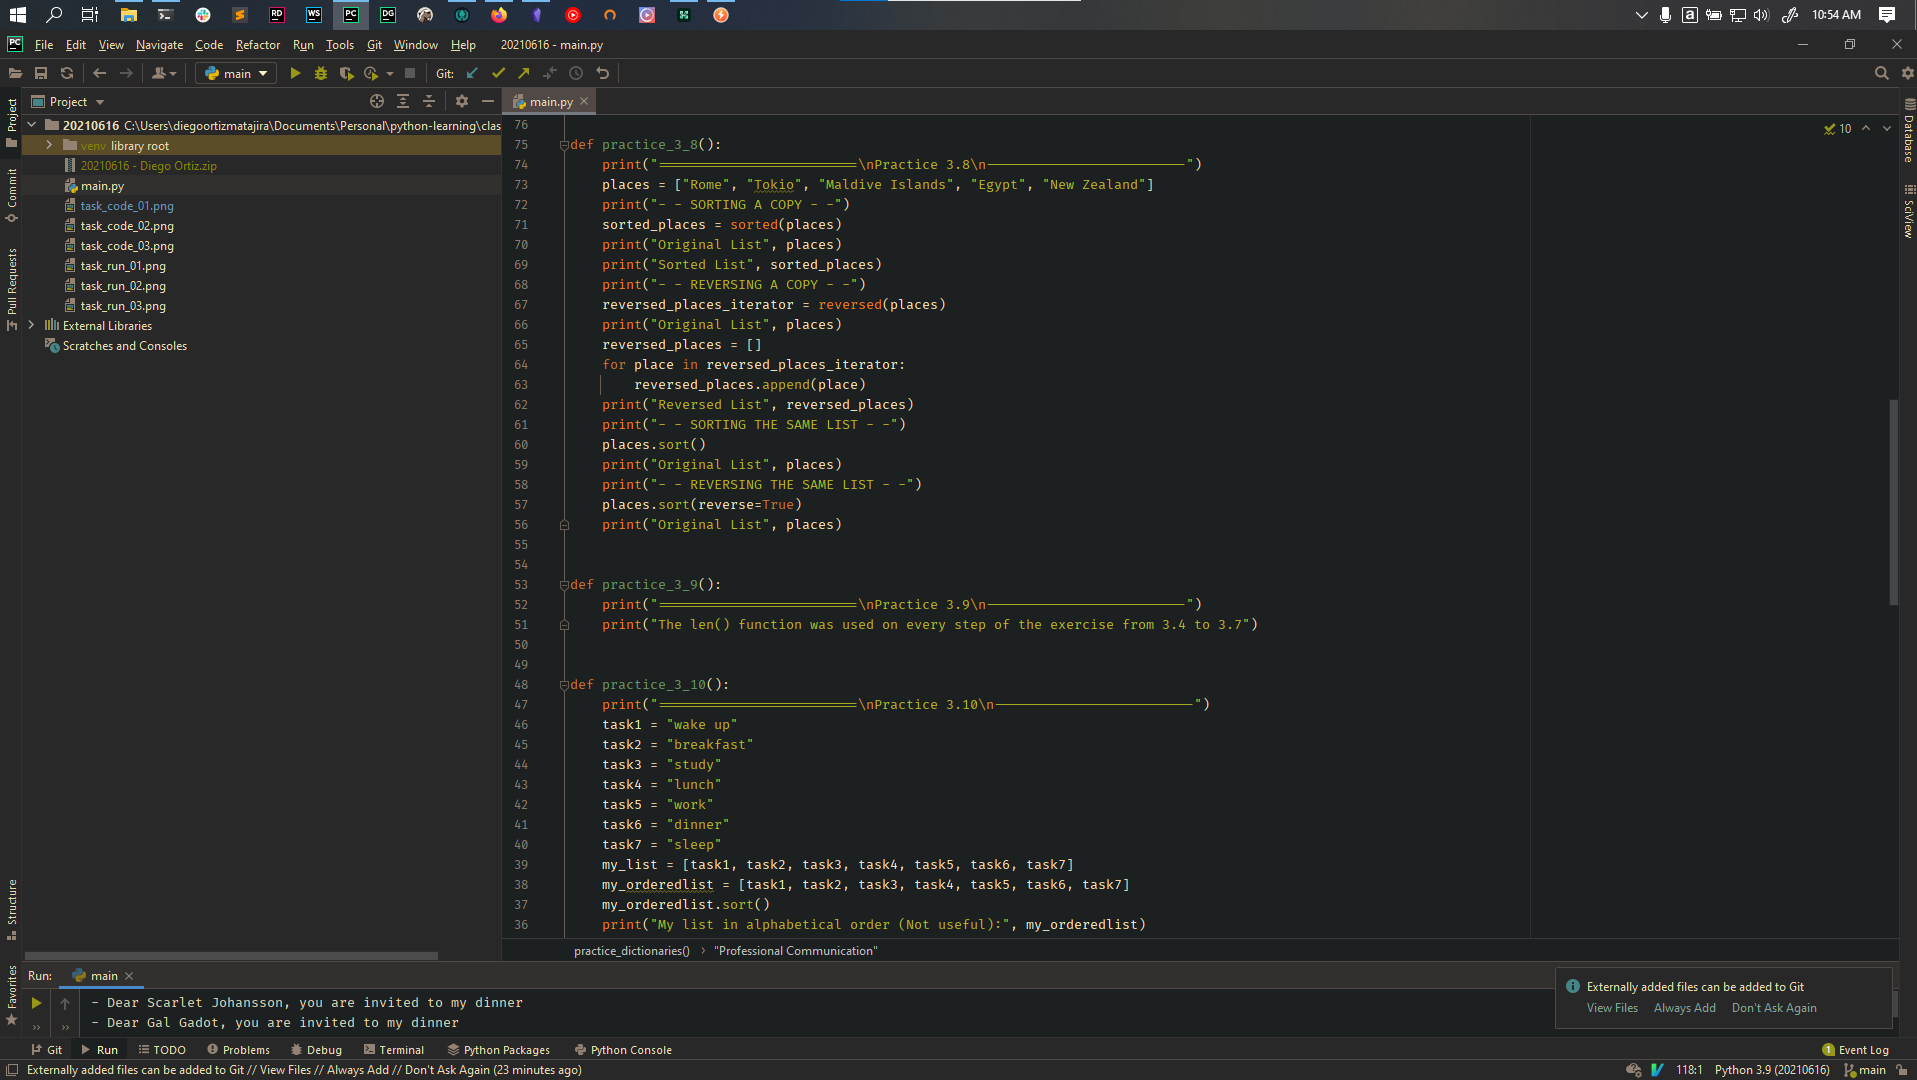 10:54 AM
File Edit View Navigate Code Refactor Run Tools Git Window Help 20210616 - main.py
main Git:
Project
main.py
20210616 C:\Users\diegoortizmatajira\Documents\Personal\python-learning\clas
venv library root
20210616 - Diego Ortiz.zip
main.py
task_code_01.png
task_code_02.png
task_code_03.png
task_run_01.png
task_run_02.png
task_run_03.png
External Libraries
Scratches and Consoles
Project
Commit
Pull Requests
Structure
Favorites
10
76
75 def practice_3_8():
74 print("=========================\nPractice 3.8\n-------------------------")
73 places = ["Rome", "Tokio", "Maldive Islands", "Egypt", "New Zealand"]
72 print("- - SORTING A COPY - -")
71 sorted_places = sorted(places)
70 print("Original List", places)
69 print("Sorted List", sorted_places)
68 print("- - REVERSING A COPY - -")
67 reversed_places_iterator = reversed(places)
66 print("Original List", places)
65 reversed_places = []
64 for place in reversed_places_iterator:
63 reversed_places.append(place)
62 print("Reversed List", reversed_places)
61 print("- - SORTING THE SAME LIST - -")
60 places.sort()
59 print("Original List", places)
58 print("- - REVERSING THE SAME LIST - -")
57 places.sort(reverse=True)
56 print("Original List", places)
55
54
53 def practice_3_9():
52 print("=========================\nPractice 3.9\n-------------------------")
51 print("The len() function was used on every step of the exercise from 3.4 to 3.7")
50
49
48 def practice_3_10():
47 print("=========================\nPractice 3.10\n-------------------------")
46 task1 = "wake up"
45 task2 = "breakfast"
44 task3 = "study"
43 task4 = "lunch"
42 task5 = "work"
41 task6 = "dinner"
40 task7 = "sleep"
39 my_list = [task1, task2, task3, task4, task5, task6, task7]
38 my_orderedlist = [task1, task2, task3, task4, task5, task6, task7]
37 my_orderedlist.sort()
36 print("My list in alphabetical order (Not useful):", my_orderedlist)
practice_dictionaries() › "Professional Communication"
Database
SciView
Run: main
- Dear Scarlet Johansson, you are invited to my dinner
- Dear Gal Gadot, you are invited to my dinner
Externally added files can be added to Git
View Files Always Add Don't Ask Again
Git Run TODO Problems Debug Terminal Python Packages Python Console 1 Event Log
Externally added files can be added to Git // View Files // Always Add // Don't Ask Again (23 minutes ago) 118:1 Python 3.9 (20210616) main